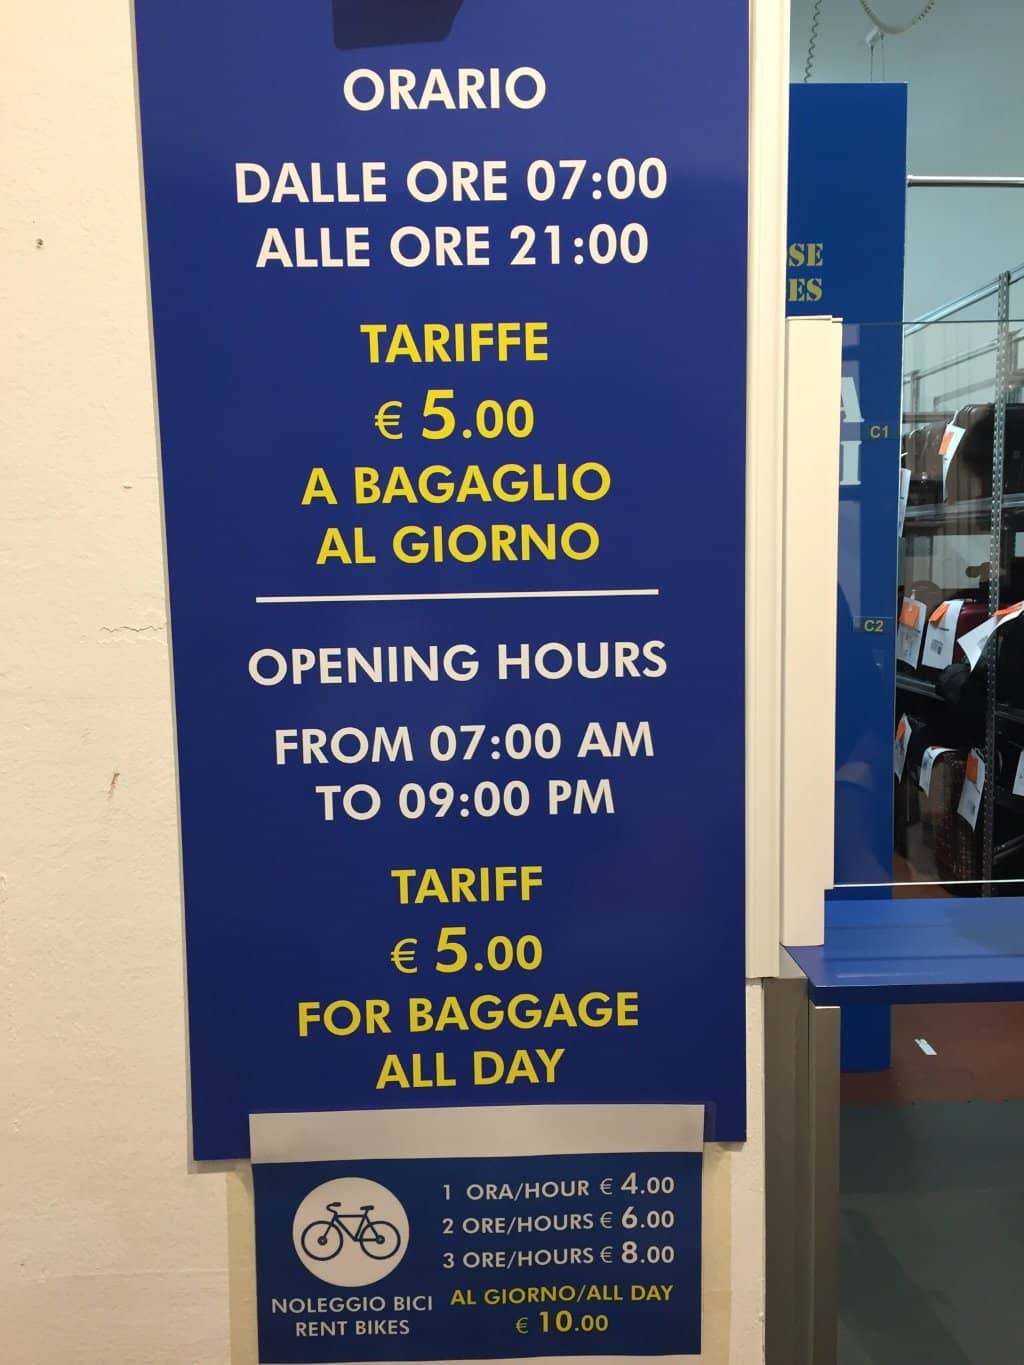 ORARIO
DALLE ORE 07:00
ALLE ORE 21:00
TARIFFE
€ 5.00
A BAGAGLIO
AL GIORNO
OPENING HOURS
FROM 07:00 AM
TO 09:00 PM
TARIFF
€ 5.00
FOR BAGGAGE
ALL DAY
NOLEGGIO BICI
RENT BIKES
1 ORA/HOUR € 4.00
2 ORE/HOURS € 6.00
3 ORE/HOURS € 8.00
AL GIORNO/ALL DAY
€ 10.00
SE
ES
C1
C2